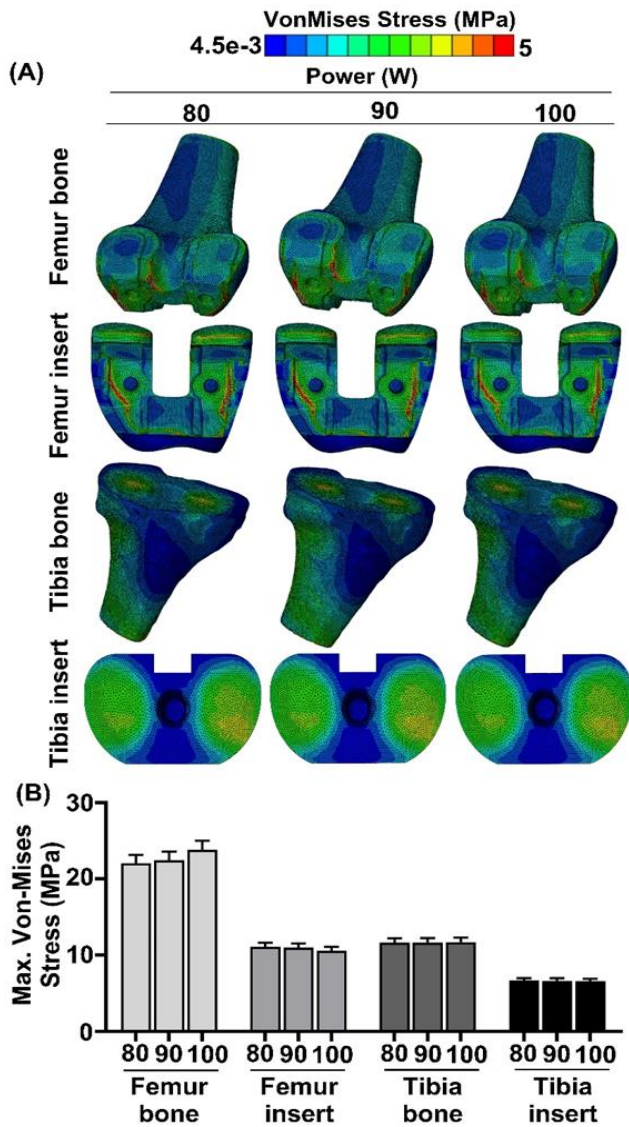 VonMises Stress (MPa)
4.5e-3 5
(A)
Power (W)
80 90 100
Femur bone
Femur insert
Tibia bone
Tibia insert
(B)
Max. Von-Mises
Stress (MPa)
30
20
10
0
80 90 100 80 90 100 80 90 100 80 90 100
Femur Femur Tibia Tibia
bone insert bone insert